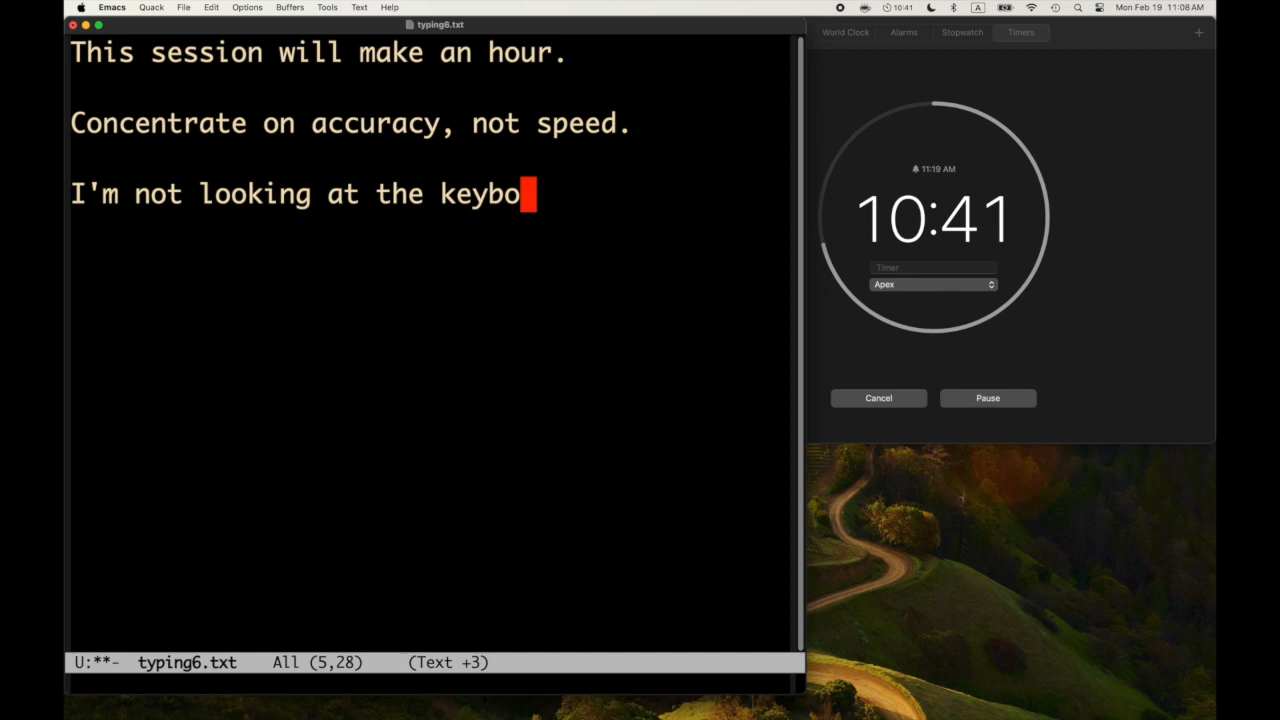 Emacs Quack File Edit Options Buffers Tools Text Help 10:41 A Mon Feb 19 11:08 AM
typing6.txt
This session will make an hour.
Concentrate on accuracy, not speed.
I'm not looking at the keybo
U:**- typing6.txt All (5,28) (Text +3)
World Clock Alarms Stopwatch Timers +
11:19 AM
10:41
Timer
Apex
Cancel Pause